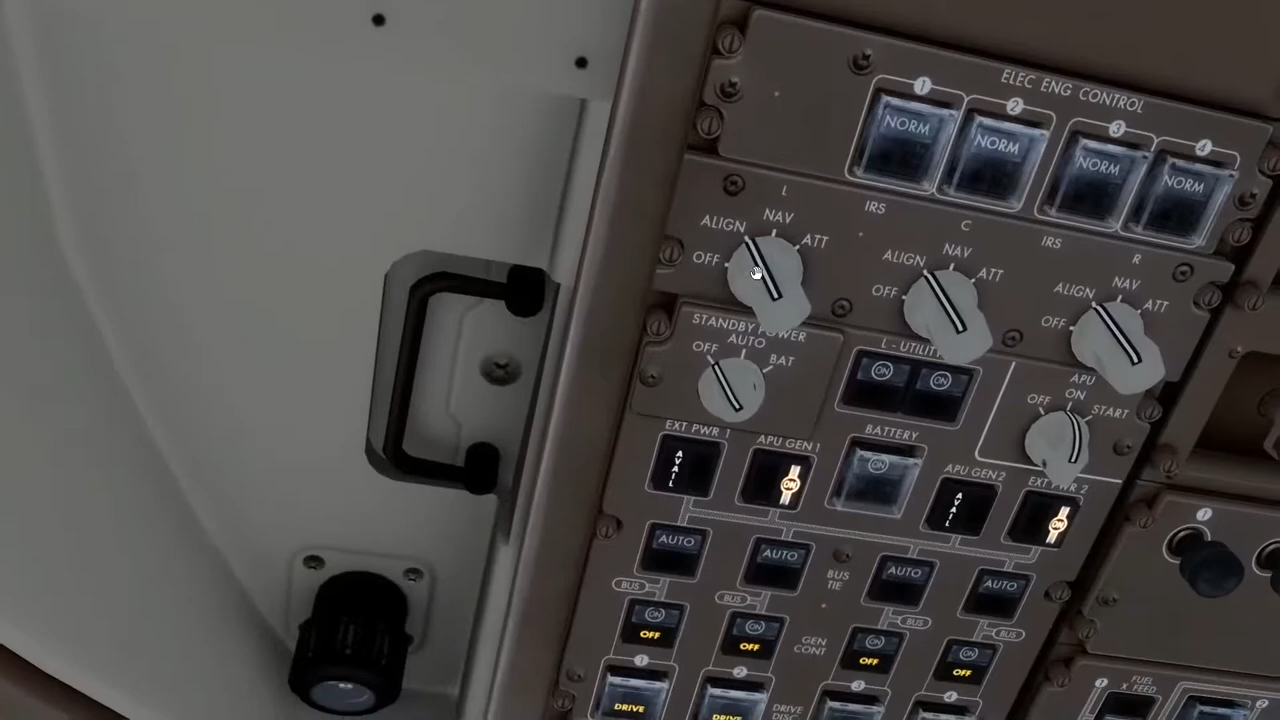 ELEC ENG CONTROL
1 2 3 4
NORM NORM NORM NORM
L IRS C IRS R
OFF ALIGN NAV ATT
OFF ALIGN NAV ATT
OFF ALIGN NAV ATT
STANDBY POWER
OFF AUTO BAT
L - UTILITY
ON ON
APU
OFF ON START
EXT PWR 1
AVAIL
APU GEN 1
ON
BATTERY
ON
APU GEN 2
AVAIL
EXT PWR 2
ON
AUTO AUTO AUTO AUTO
BUS TIE
BUS BUS BUS BUS
ON ON ON ON
OFF OFF OFF OFF
GEN CONT
1 2 3 4
DRIVE DRIVE
DRIVE
1
1 FUEL 2
X FEED